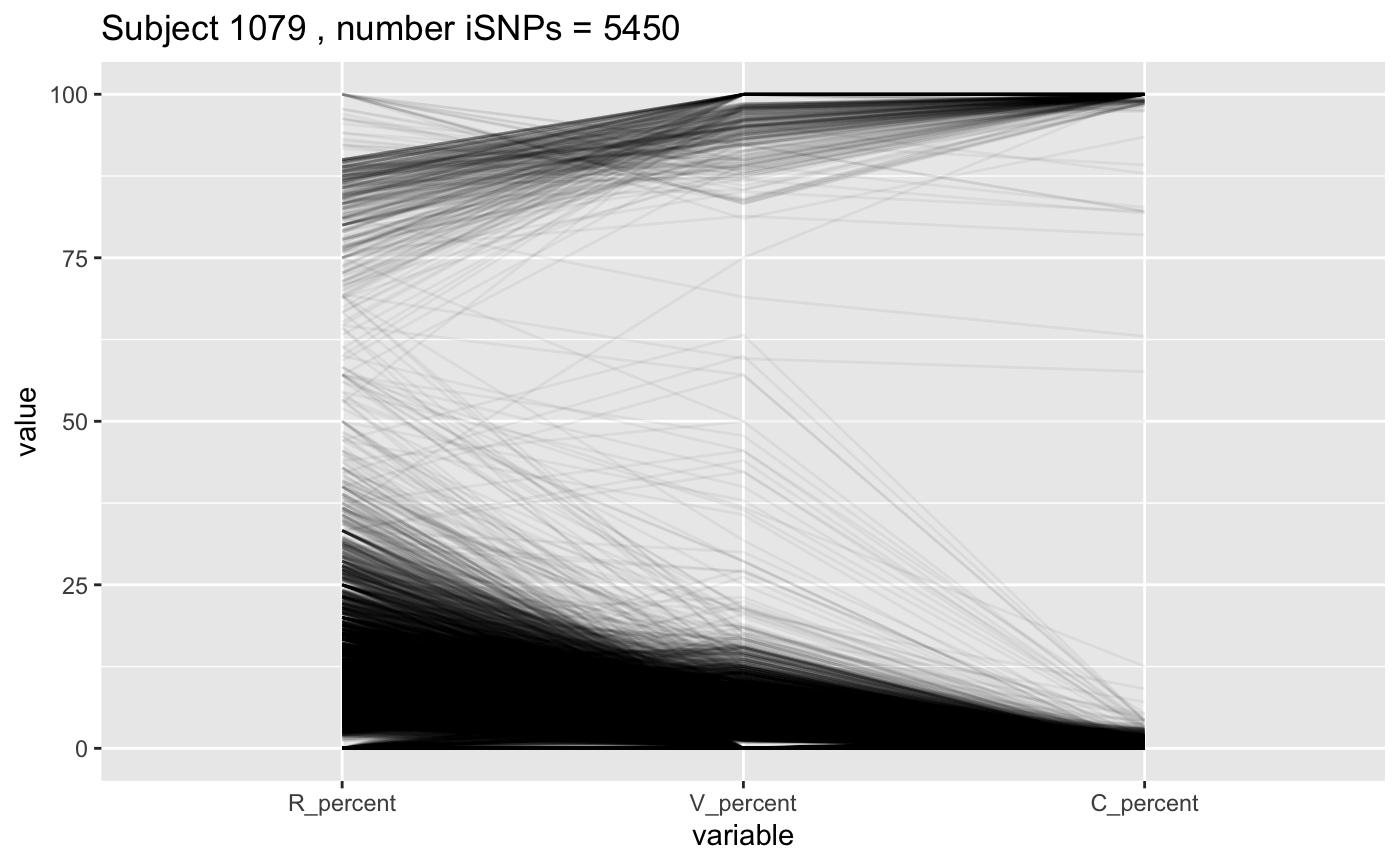 Subject 1079 , number iSNPs = 5450
100
75
50
25
0
value
R_percent
V_percent
C_percent
variable